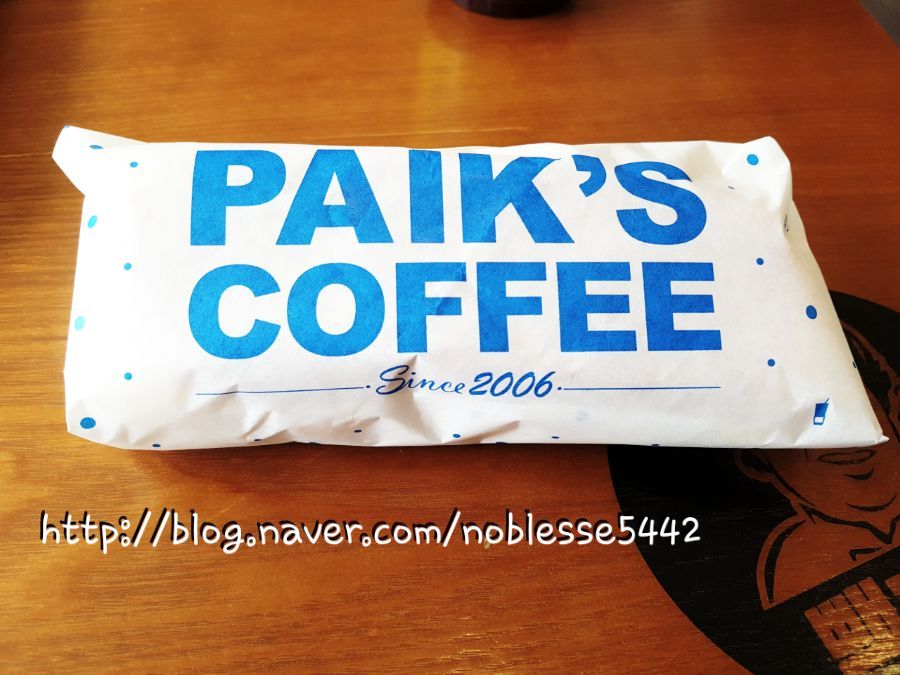 PAIK'S
COFFEE
Since 2006
http://blog.naver.com/noblesse5442